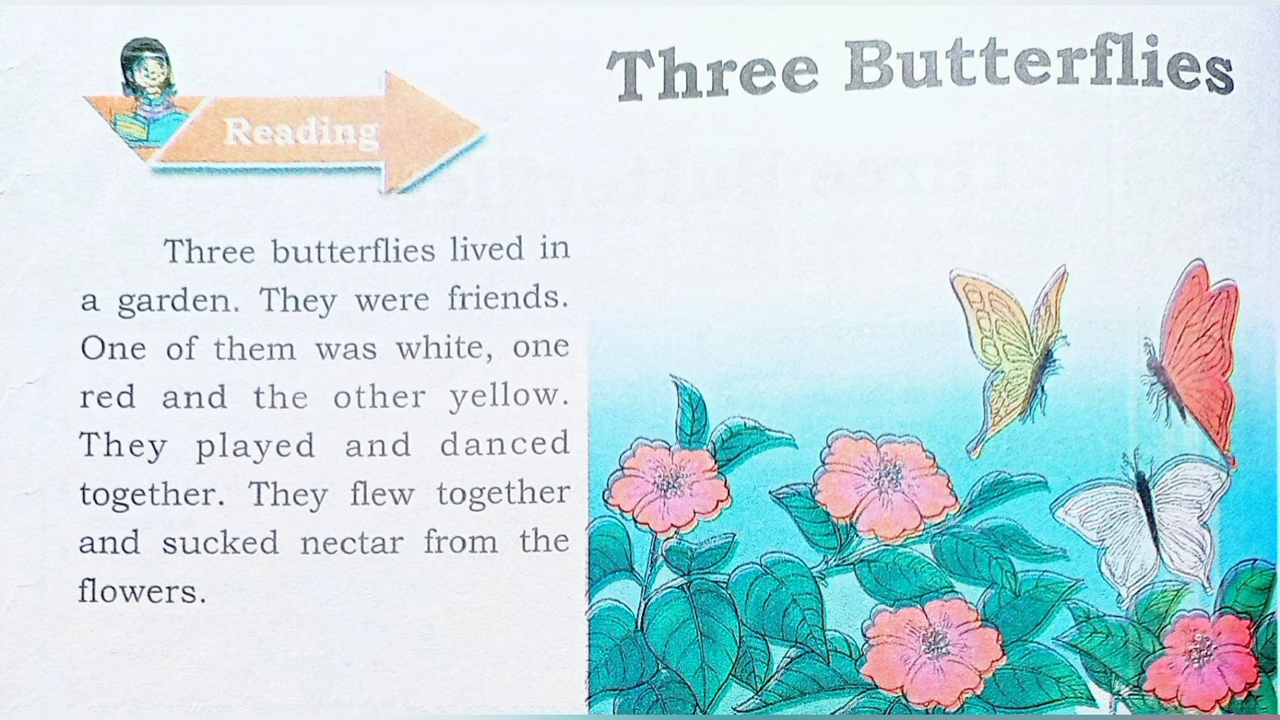 Three Butterflies
Reading
Three butterflies lived in
a garden. They were friends.
One of them was white, one
red and the other yellow.
They played and danced
together. They flew together
and sucked nectar from the
flowers.